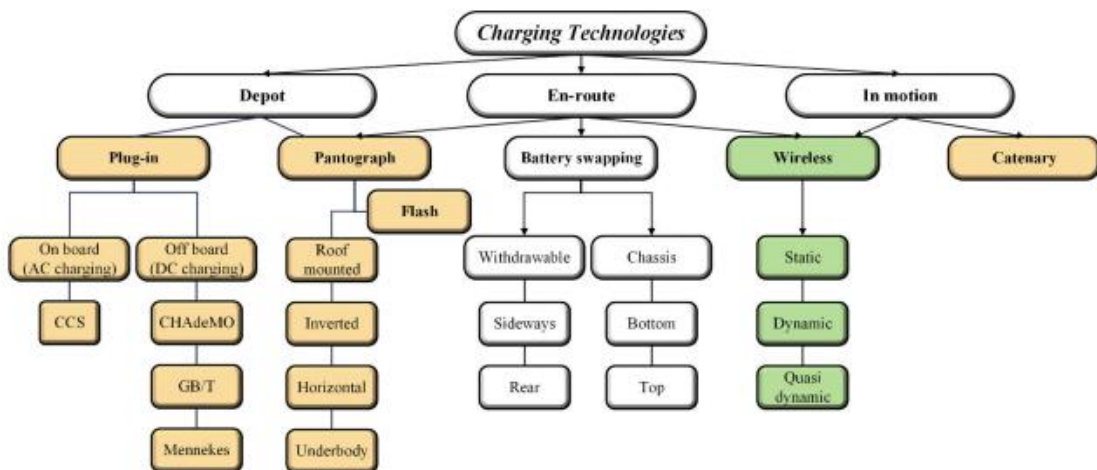 Charging Technologies
Depot
En-route
In motion
Plug-in
Pantograph
Battery swapping
Wireless
Catenary
Flash
On board
(AC charging)
Off board
(DC charging)
Roof
mounted
Withdrawable
Chassis
Static
CCS
CHAdeMO
Inverted
Sideways
Bottom
Dynamic
GB/T
Horizontal
Rear
Top
Quasi
dynamic
Mennekes
Underbody